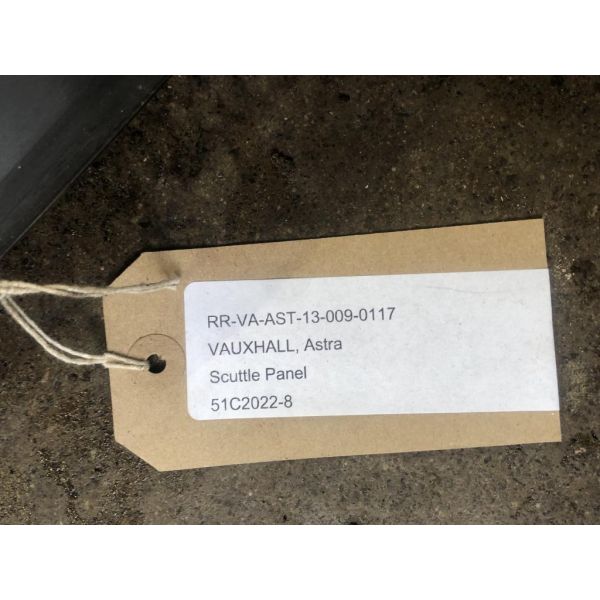 RR-VA-AST-13-009-0117
VAUXHALL, Astra
Scuttle Panel
51C2022-8